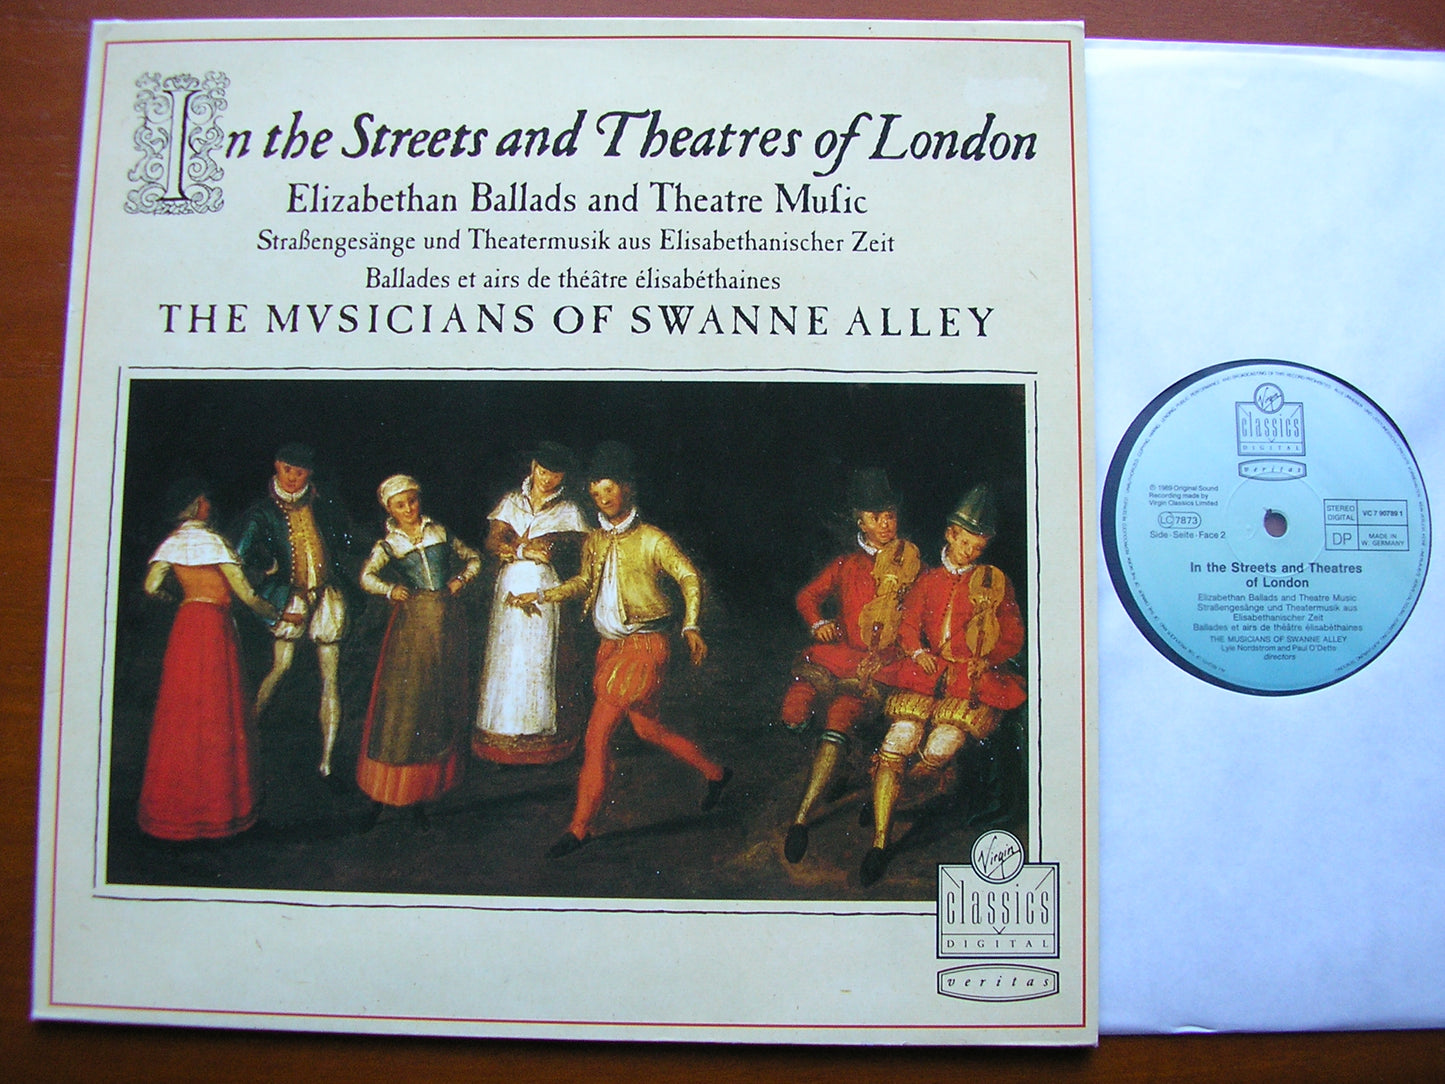 In the Streets and Theatres of London
Elizabethan Ballads and Theatre Muſic
Straßengesänge und Theatermusik aus Elisabethanischer Zeit
Ballades et airs de théâtre élisabéthaines
THE MVSICIANS OF SWANNE ALLEY
Virgin
classics
DIGITAL
veritas
Virgin
classics
DIGITAL
veritas
℗ 1989 Original Sound
Recording made by
Virgin Classics Limited
LC 7873
Side · Seite · Face 2
STEREO
DIGITAL
VC 7 90789 1
DP
MADE IN
W. GERMANY
In the Streets and Theatres
of London
Elizabethan Ballads and Theatre Music
Straßengesänge und Theatermusik aus
Elisabethanischer Zeit
Ballades et airs de théâtre élisabéthaines
THE MUSICIANS OF SWANNE ALLEY
Lyle Nordstrom and Paul O'Dette
directors